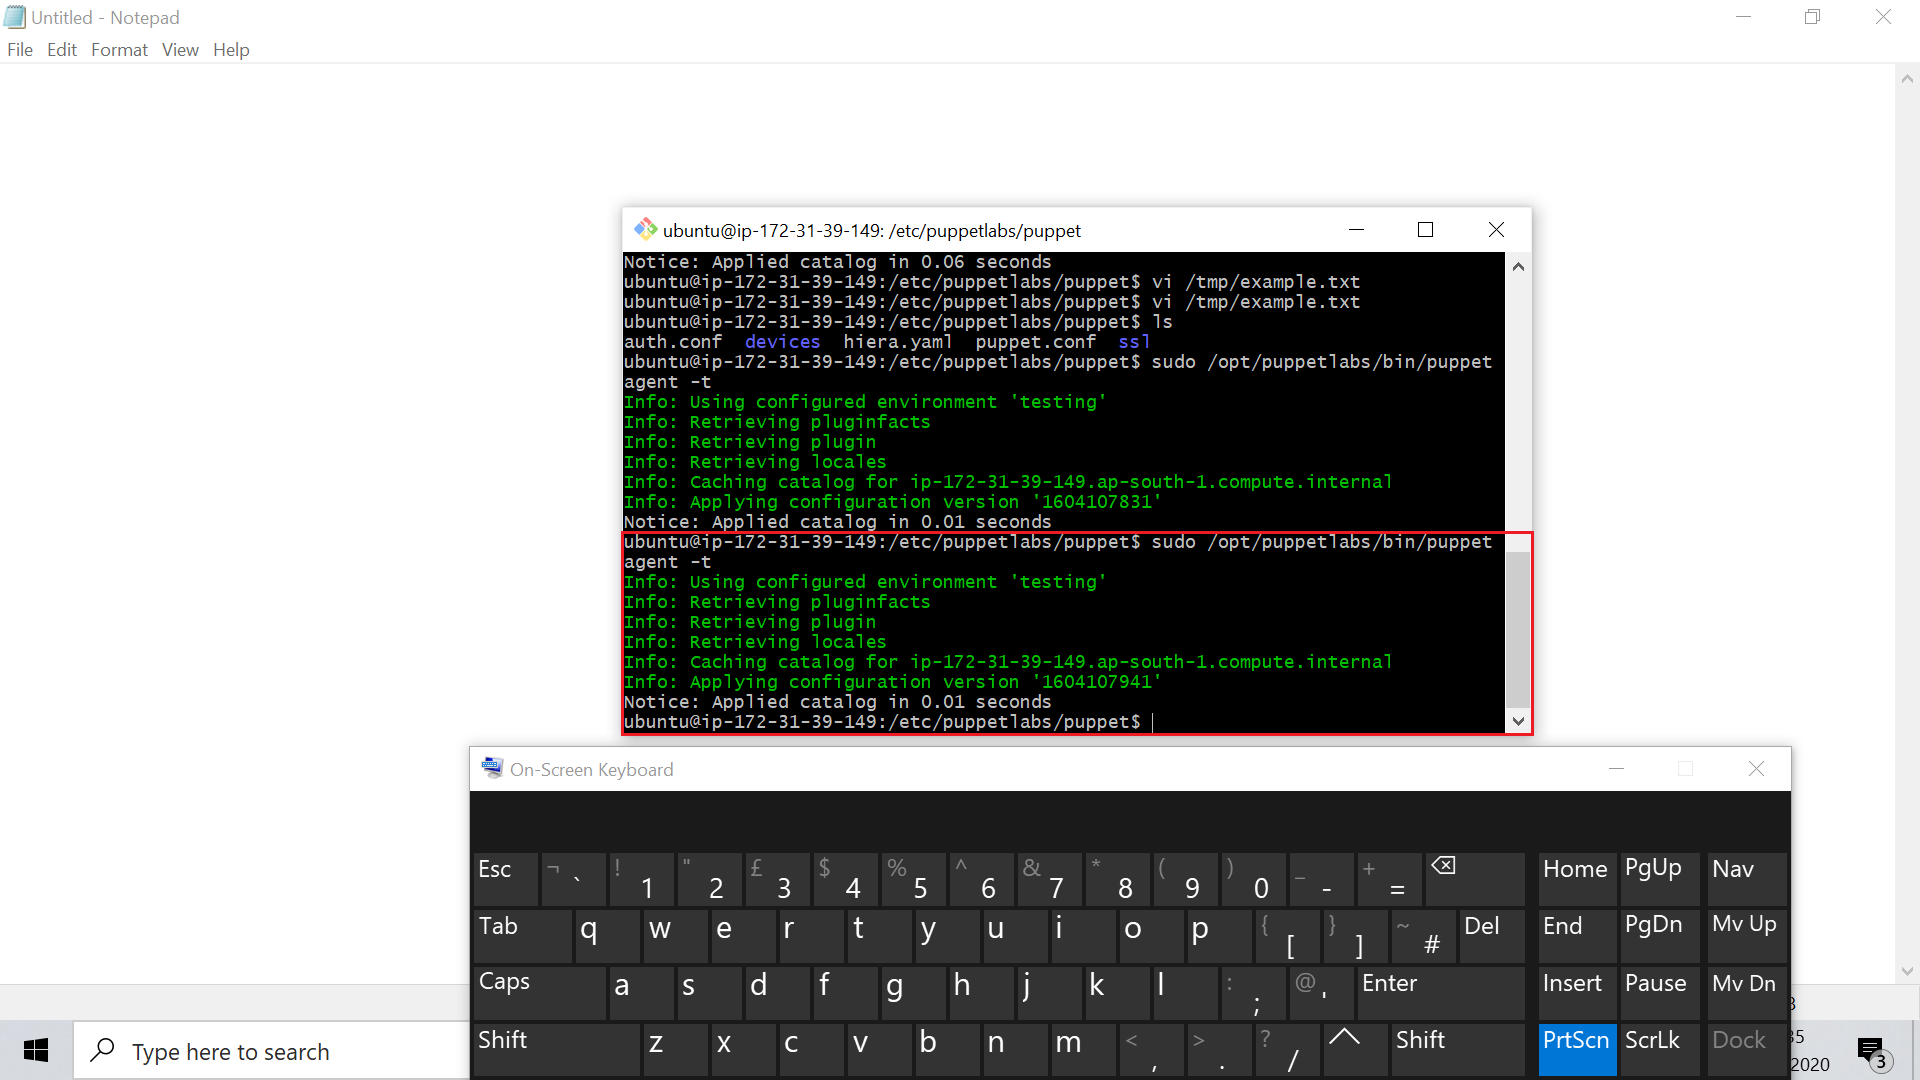 Untitled - Notepad
File Edit Format View Help
ubuntu@ip-172-31-39-149: /etc/puppetlabs/puppet
Notice: Applied catalog in 0.06 seconds
ubuntu@ip-172-31-39-149:/etc/puppetlabs/puppet$ vi /tmp/example.txt
ubuntu@ip-172-31-39-149:/etc/puppetlabs/puppet$ vi /tmp/example.txt
ubuntu@ip-172-31-39-149:/etc/puppetlabs/puppet$ ls
auth.conf devices hiera.yaml puppet.conf ssl
ubuntu@ip-172-31-39-149:/etc/puppetlabs/puppet$ sudo /opt/puppetlabs/bin/puppet
agent -t
Info: Using configured environment 'testing'
Info: Retrieving pluginfacts
Info: Retrieving plugin
Info: Retrieving locales
Info: Caching catalog for ip-172-31-39-149.ap-south-1.compute.internal
Info: Applying configuration version '1604107831'
Notice: Applied catalog in 0.01 seconds
ubuntu@ip-172-31-39-149:/etc/puppetlabs/puppet$ sudo /opt/puppetlabs/bin/puppet
agent -t
Info: Using configured environment 'testing'
Info: Retrieving pluginfacts
Info: Retrieving plugin
Info: Retrieving locales
Info: Caching catalog for ip-172-31-39-149.ap-south-1.compute.internal
Info: Applying configuration version '1604107941'
Notice: Applied catalog in 0.01 seconds
ubuntu@ip-172-31-39-149:/etc/puppetlabs/puppet$
On-Screen Keyboard
Esc ¬ ` ! 1 " 2 £ 3 $ 4 % 5 ^ 6 & 7 * 8 ( 9 ) 0 _ - + = Home PgUp Nav
Tab q w e r t y u i o p { [ } ] ~ # Del End PgDn Mv Up
Caps a s d f g h j k l : ; @ ' Enter Insert Pause Mv Dn
Shift z x c v b n m < , > . ? / Shift PrtScn ScrLk Dock
Type here to search
2020
3